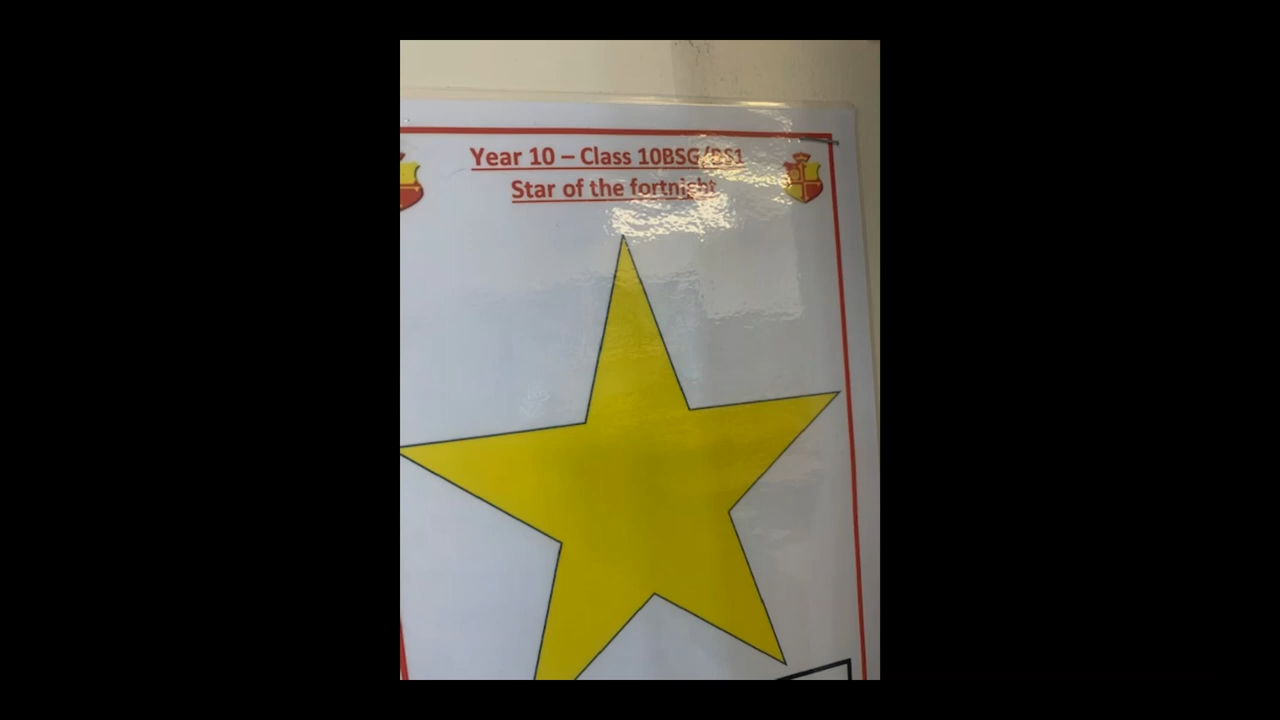 Year 10 – Class 10BSG/BS1
Star of the fortnight